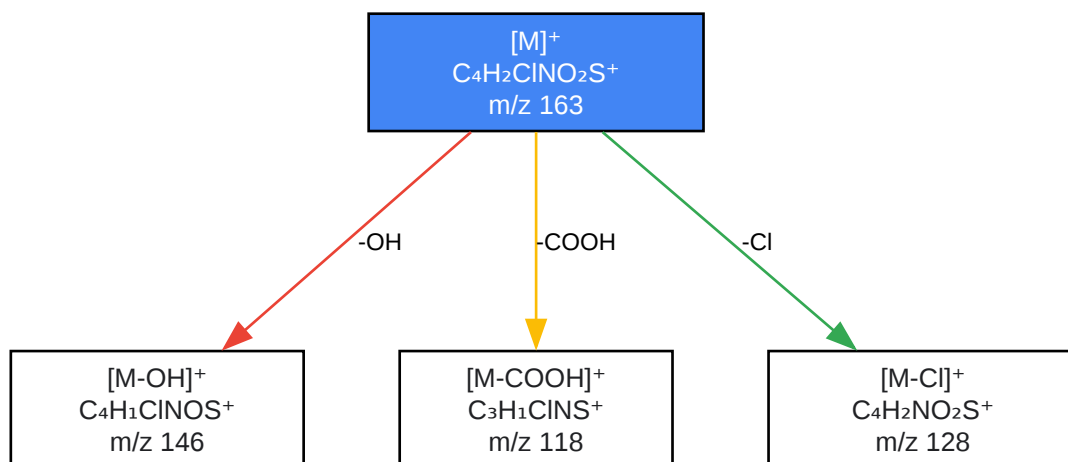 [M]⁺
C₄H₂ClNO₂S⁺
m/z 163
-OH
-COOH
-Cl
[M-OH]⁺
C₄H₁ClNOS⁺
m/z 146
[M-COOH]⁺
C₃H₁ClNS⁺
m/z 118
[M-Cl]⁺
C₄H₂NO₂S⁺
m/z 128